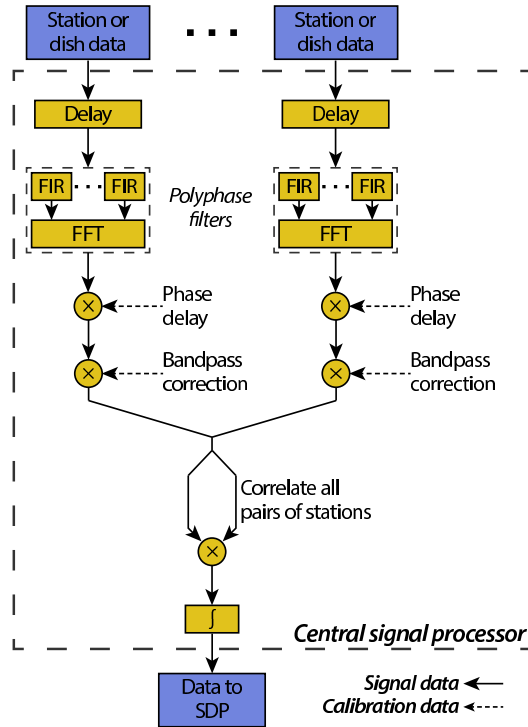 Station or
dish data
Station or
dish data
Delay
Delay
FIR
FIR
FIR
FIR
Polyphase
filters
FFT
FFT
×
Phase
delay
×
Phase
delay
×
Bandpass
correction
×
Bandpass
correction
Correlate all
pairs of stations
×
∫
Central signal processor
Data to
SDP
Signal data
Calibration data